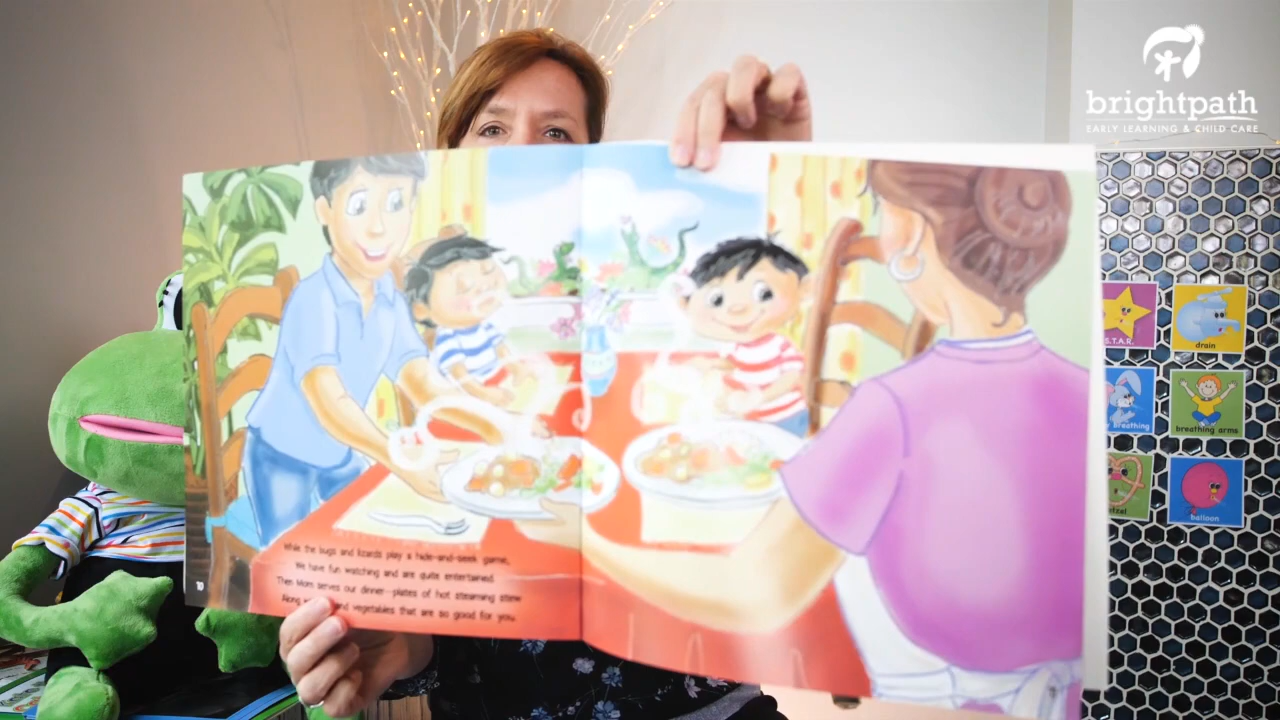 brightpath
EARLY LEARNING & CHILD CARE
S.T.A.R.
drain
breathing
breathing arms
balloon
While the bugs and lizards play a hide-and-seek game,
We have fun watching and are quite entertained.
Then Mom serves our dinner—plates of hot steaming stew
Along and vegetables that are so good for you.
10